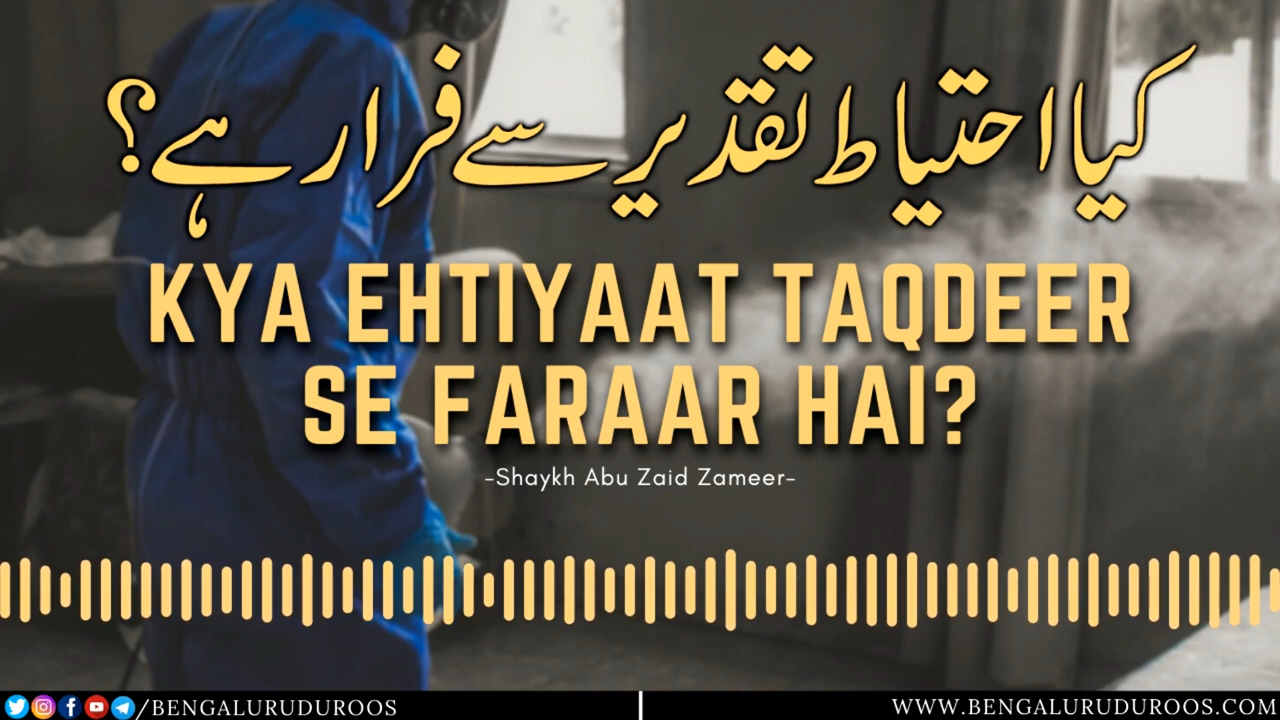 کیا احتیاط تقدیر سے فرار ہے؟
KYA EHTIYAAT TAQDEER
SE FARAAR HAI?
-Shaykh Abu Zaid Zameer-
/BENGALURUDUROOS
WWW.BENGALURUDUROOS.COM